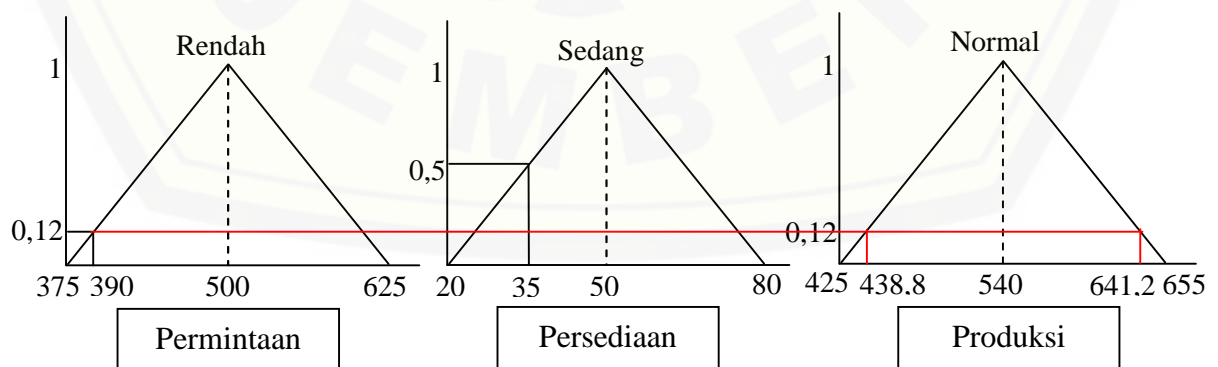 Rendah
1
0,12
375 390 500 625
Permintaan
Sedang
1
0,5
20 35 50 80
Persediaan
Normal
1
0,12
425 438.8 540 641,2 655
Produksi
EMBE